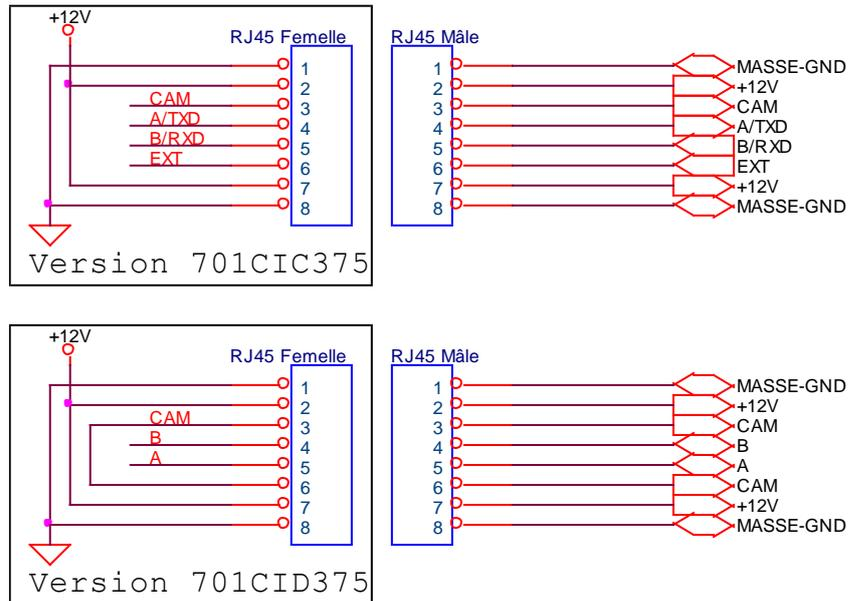 +12V
RJ45 Femelle
RJ45 Mâle
1
1
MASSE-GND
2
2
+12V
CAM
3
3
CAM
A/TXD
4
4
A/TXD
B/RXD
5
5
B/RXD
EXT
6
6
EXT
7
7
+12V
8
8
MASSE-GND
Version 701CIC375
+12V
RJ45 Femelle
RJ45 Mâle
1
1
MASSE-GND
2
2
+12V
CAM
3
3
CAM
B
4
4
B
A
5
5
A
6
6
CAM
7
7
+12V
8
8
MASSE-GND
Version 701CID375